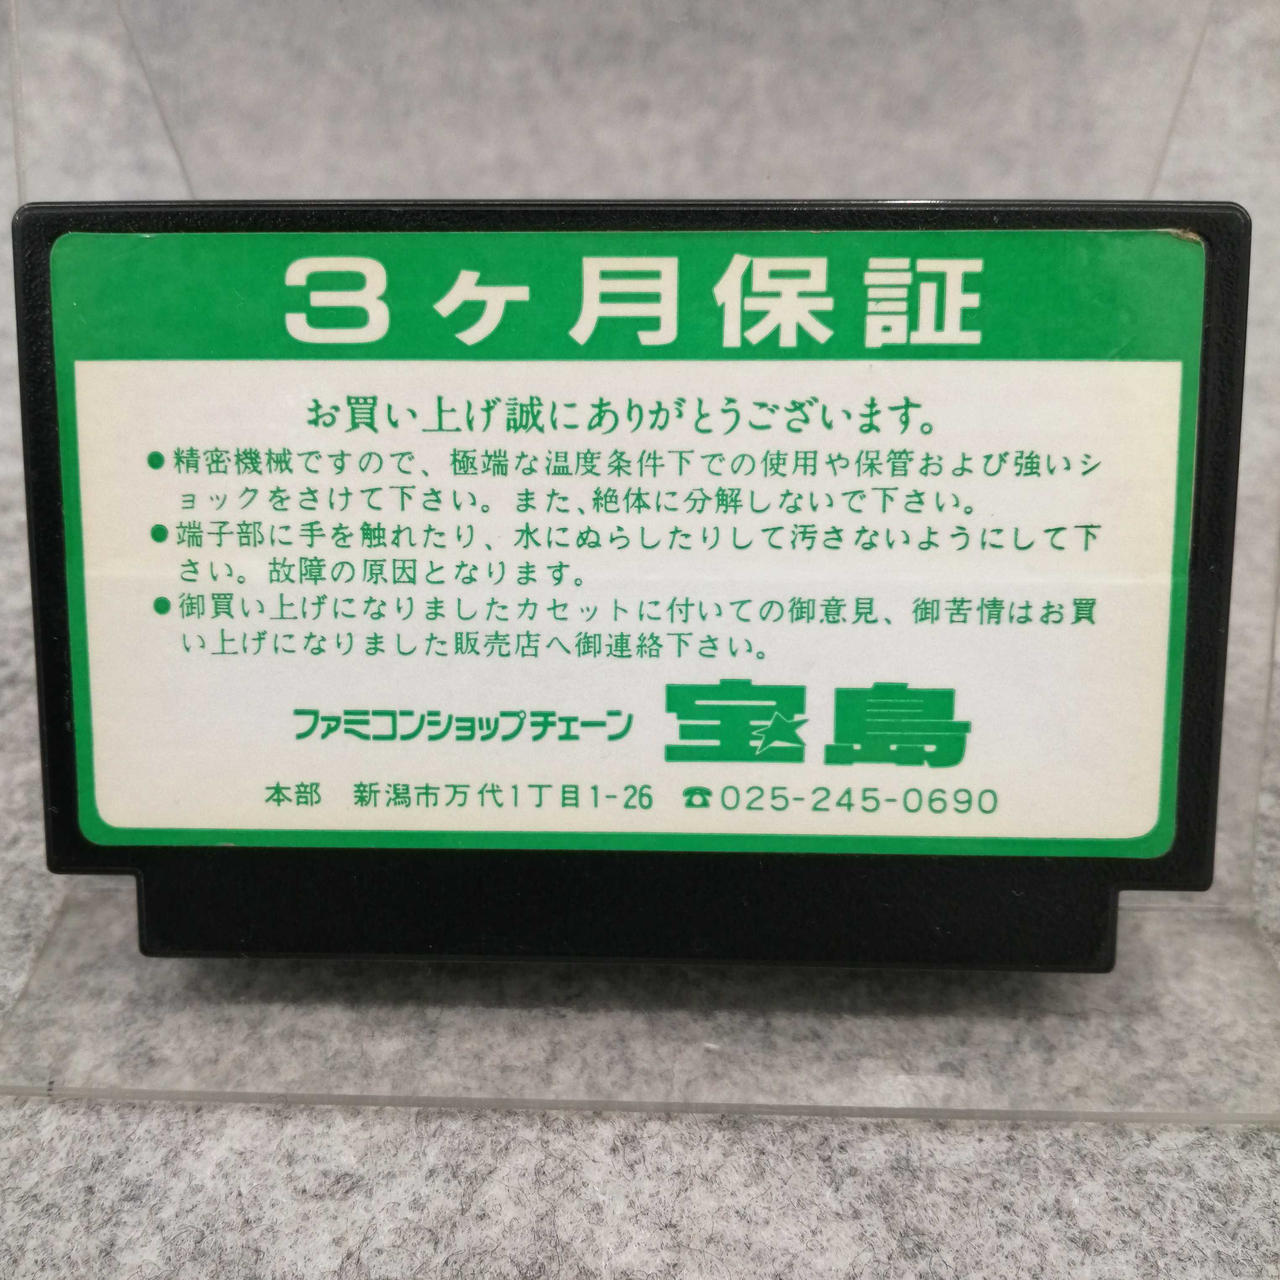 3ヶ月保証
お買い上げ誠にありがとうございます。
●精密機械ですので、極端な温度条件下での使用や保管および強いシ
ョックをさけて下さい。また、絶体に分解しないで下さい。
●端子部に手を触れたり、水にぬらしたりして汚さないようにして下
さい。故障の原因となります。
●御買い上げになりましたカセットに付いての御意見、御苦情はお買
い上げになりました販売店へ御連絡下さい。
ファミコンショップチェーン 宝島
本部 新潟市万代1丁目1-26 ☎025-245-0690